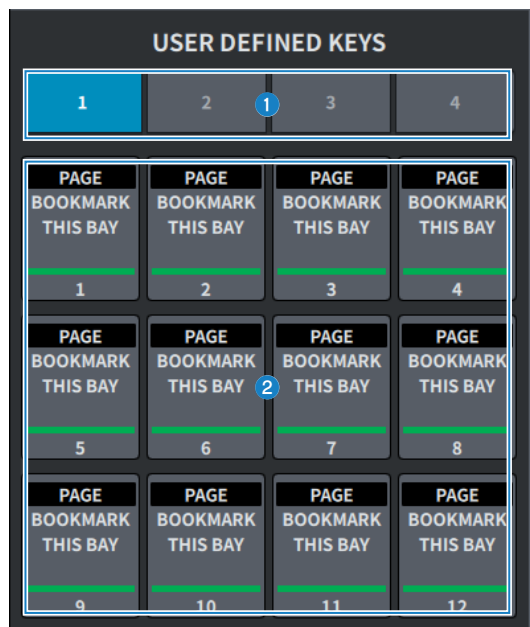 USER DEFINED KEYS
1 2 1 3 4
PAGE PAGE PAGE PAGE
BOOKMARK BOOKMARK BOOKMARK BOOKMARK
THIS BAY THIS BAY THIS BAY THIS BAY
1 2 3 4
PAGE PAGE PAGE PAGE
BOOKMARK BOOKMARK BOOKMARK BOOKMARK
THIS BAY THIS BAY 2 THIS BAY THIS BAY
5 6 7 8
PAGE PAGE PAGE PAGE
BOOKMARK BOOKMARK BOOKMARK BOOKMARK
THIS BAY THIS BAY THIS BAY THIS BAY
9 10 11 12